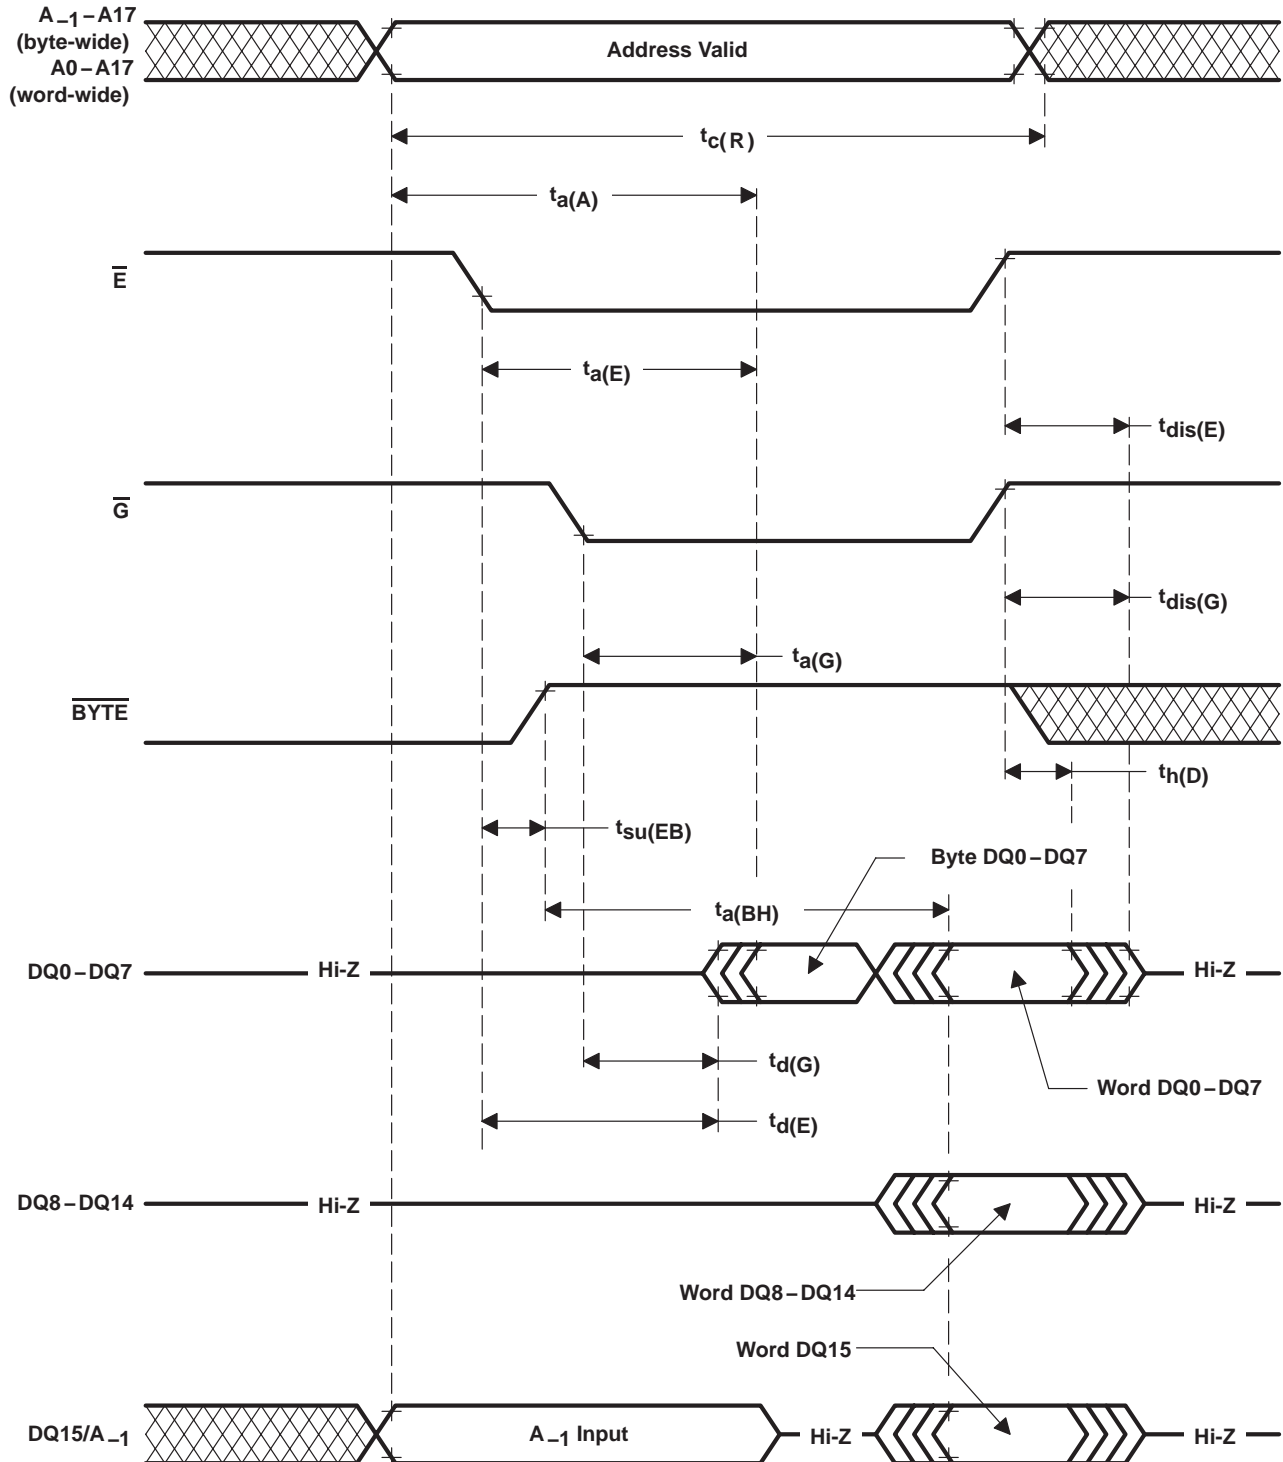 A–1–A17
(byte-wide)
A0–A17
(word-wide)
Address Valid
tc(R)
ta(A)
E̅
ta(E)
tdis(E)
G̅
tdis(G)
ta(G)
B̅Y̅T̅E̅
th(D)
tsu(EB)
Byte DQ0–DQ7
ta(BH)
DQ0–DQ7 Hi-Z Hi-Z
td(G)
Word DQ0–DQ7
td(E)
DQ8–DQ14 Hi-Z Hi-Z
Word DQ8–DQ14
Word DQ15
DQ15/A–1 A–1 Input Hi-Z Hi-Z